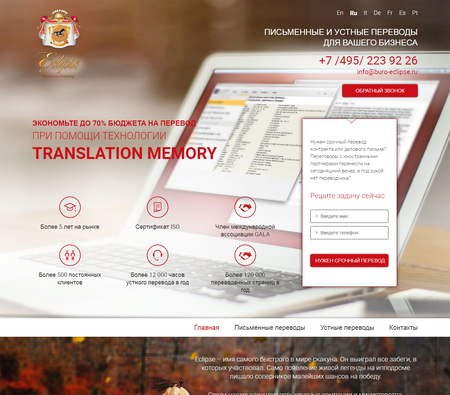 En Ru It De Fr Es
Eclipse
ПИСЬМЕННЫЕ И УСТНЫЕ ПЕРЕВОДЫ
ДЛЯ ВАШЕГО БИЗНЕСА
+7 /495/ 223 92 26
info@buro-eclipse.ru
ОБРАТНЫЙ ЗВОНОК
ЭКОНОМЬТЕ ДО 70% БЮДЖЕТА НА ПЕРЕВОД
ПРИ ПОМОЩИ ТЕХНОЛОГИИ
TRANSLATION MEMORY
Нужен срочный перевод
контракта или делового письма?
Переговоры с иностранными
партнерами перенесли на
сегодняшний вечер, а под рукой
нет переводчика?
Решите задачу сейчас:
Введите имя
Введите телефон
НУЖЕН СРОЧНЫЙ ПЕРЕВОД
Более 5 лет на рынке
Сертификат ISO
Член международной
ассоциации GALA
Более 500 постоянных
клиентов
Более 12 000 часов
устного перевода в год
Более 120 000
переведенных страниц в
год
Главная Письменные переводы Устные переводы Контакты
Eclipse – имя самого быстрого в мире скакуна. Он выиграл все забеги, в
которых участвовал. Само появление живой легенды на ипподроме
лишало соперников малейших шансов на победу.